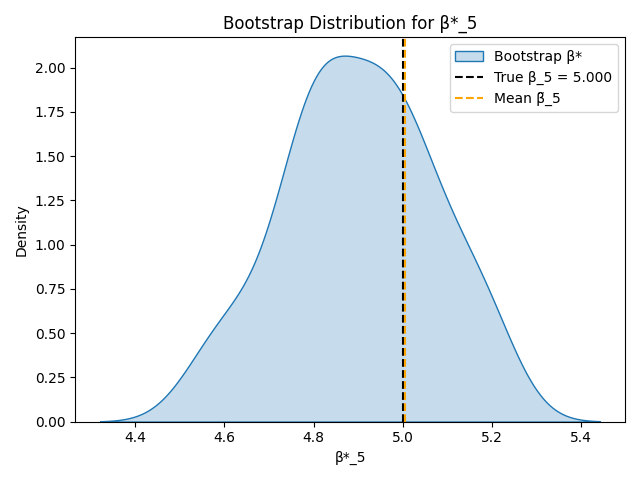 Bootstrap Distribution for β*_5
Bootstrap β*
True β_5 = 5.000
Mean β̂_5
Density
2.00
1.75
1.50
1.25
1.00
0.75
0.50
0.25
0.00
4.4 4.6 4.8 5.0 5.2 5.4
β*_5